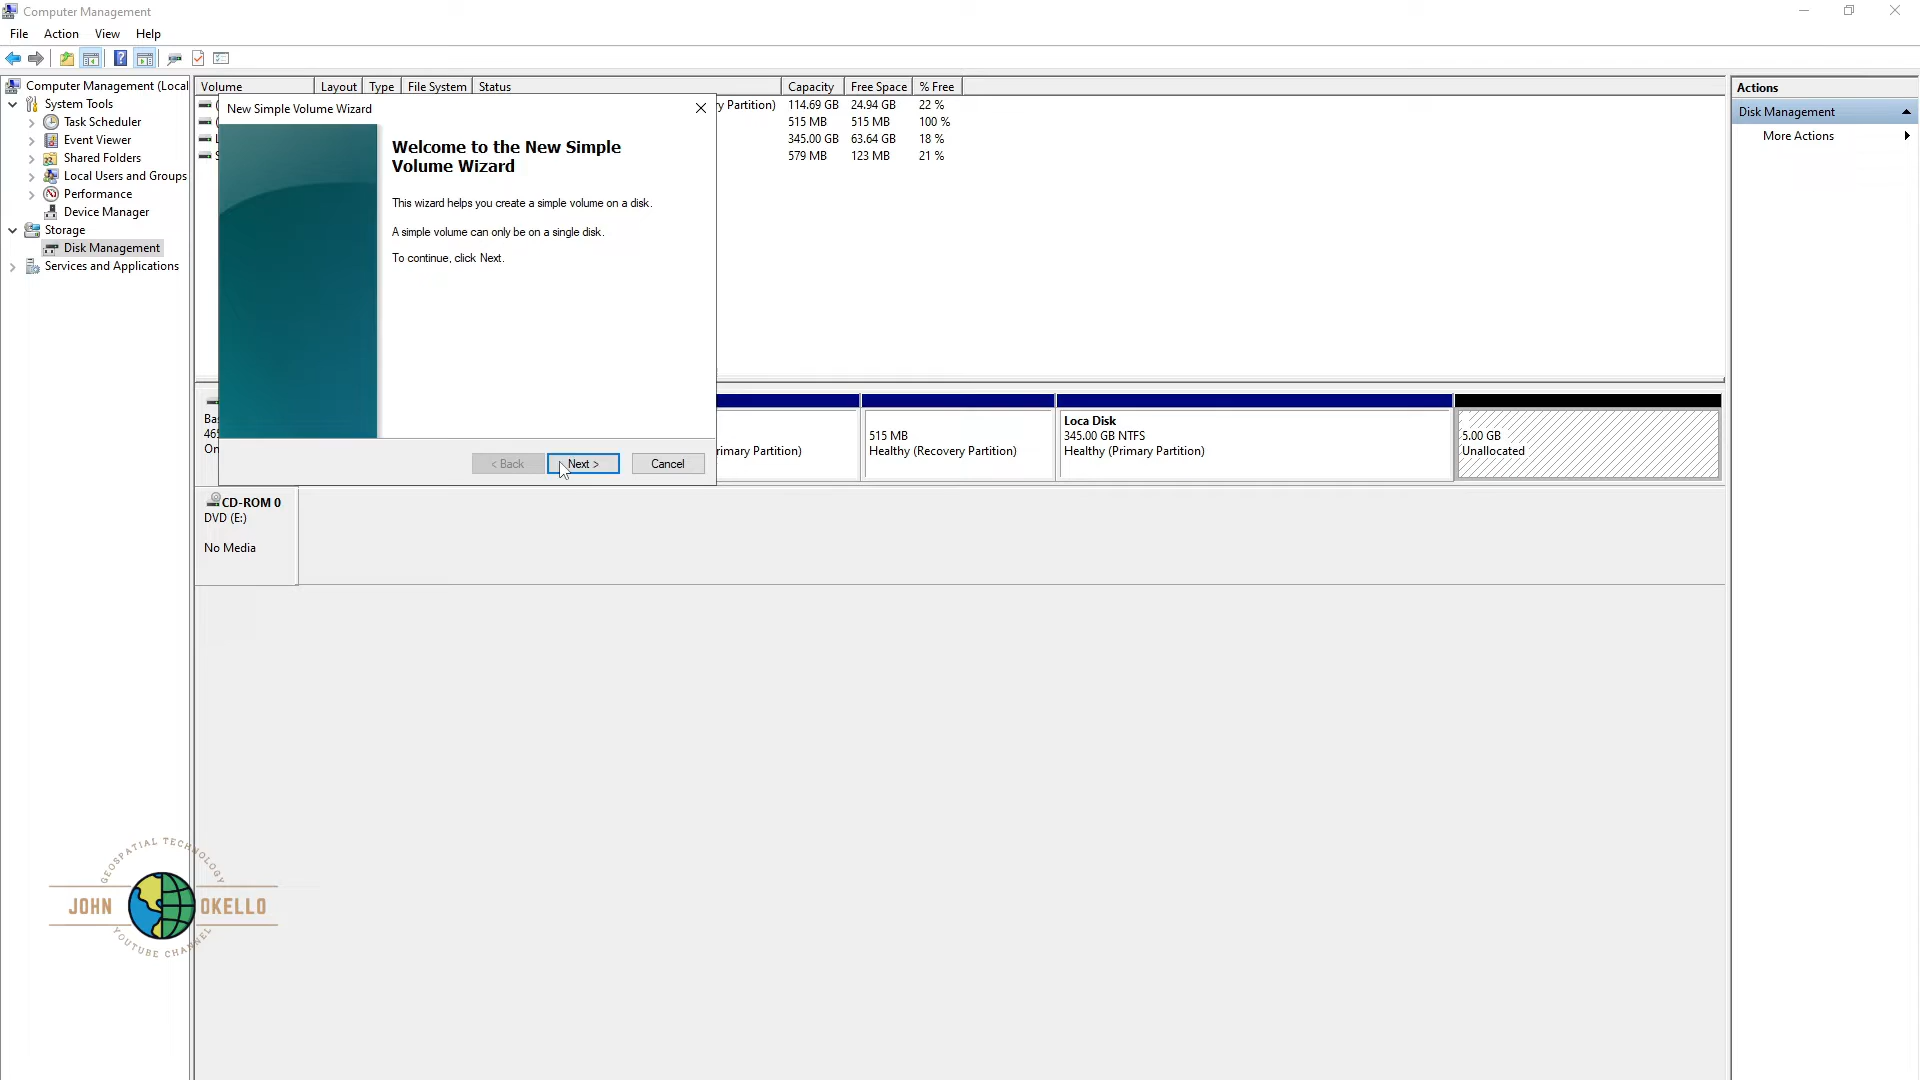 Computer Management
File Action View Help
Computer Management (Local
System Tools
Task Scheduler
Event Viewer
Shared Folders
Local Users and Groups
Performance
Device Manager
Storage
Disk Management
Services and Applications
Volume Layout Type File System Status Capacity Free Space % Free
Partition) 114.69 GB 24.94 GB 22 %
515 MB 515 MB 100 %
345.00 GB 63.64 GB 18 %
579 MB 123 MB 21 %
New Simple Volume Wizard
Welcome to the New Simple
Volume Wizard
This wizard helps you create a simple volume on a disk.
A simple volume can only be on a single disk.
To continue, click Next.
< Back Next > Cancel
rimary Partition)
515 MB
Healthy (Recovery Partition)
Loca Disk
345.00 GB NTFS
Healthy (Primary Partition)
5.00 GB
Unallocated
CD-ROM 0
DVD (E:)
No Media
Actions
Disk Management
More Actions
GEOSPATIAL TECHNOLOGY
JOHN OKELLO
YOUTUBE CHANNEL